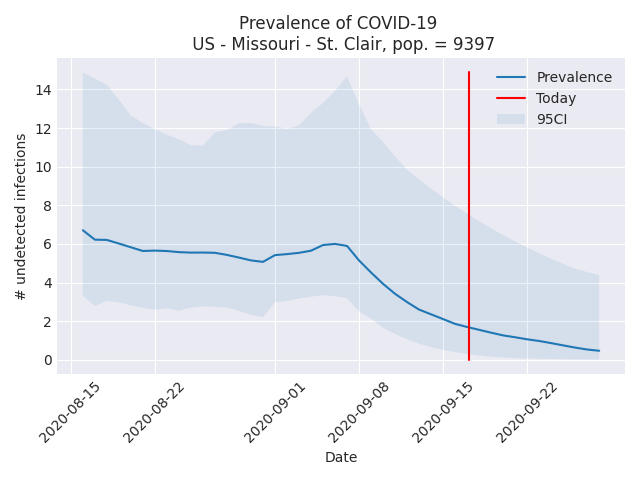 Prevalence of COVID-19
US - Missouri - St. Clair, pop. = 9397
Prevalence
Today
95CI
# undetected infections
14
12
10
8
6
4
2
0
2020-08-15
2020-08-22
2020-09-01
2020-09-08
2020-09-15
2020-09-22
Date